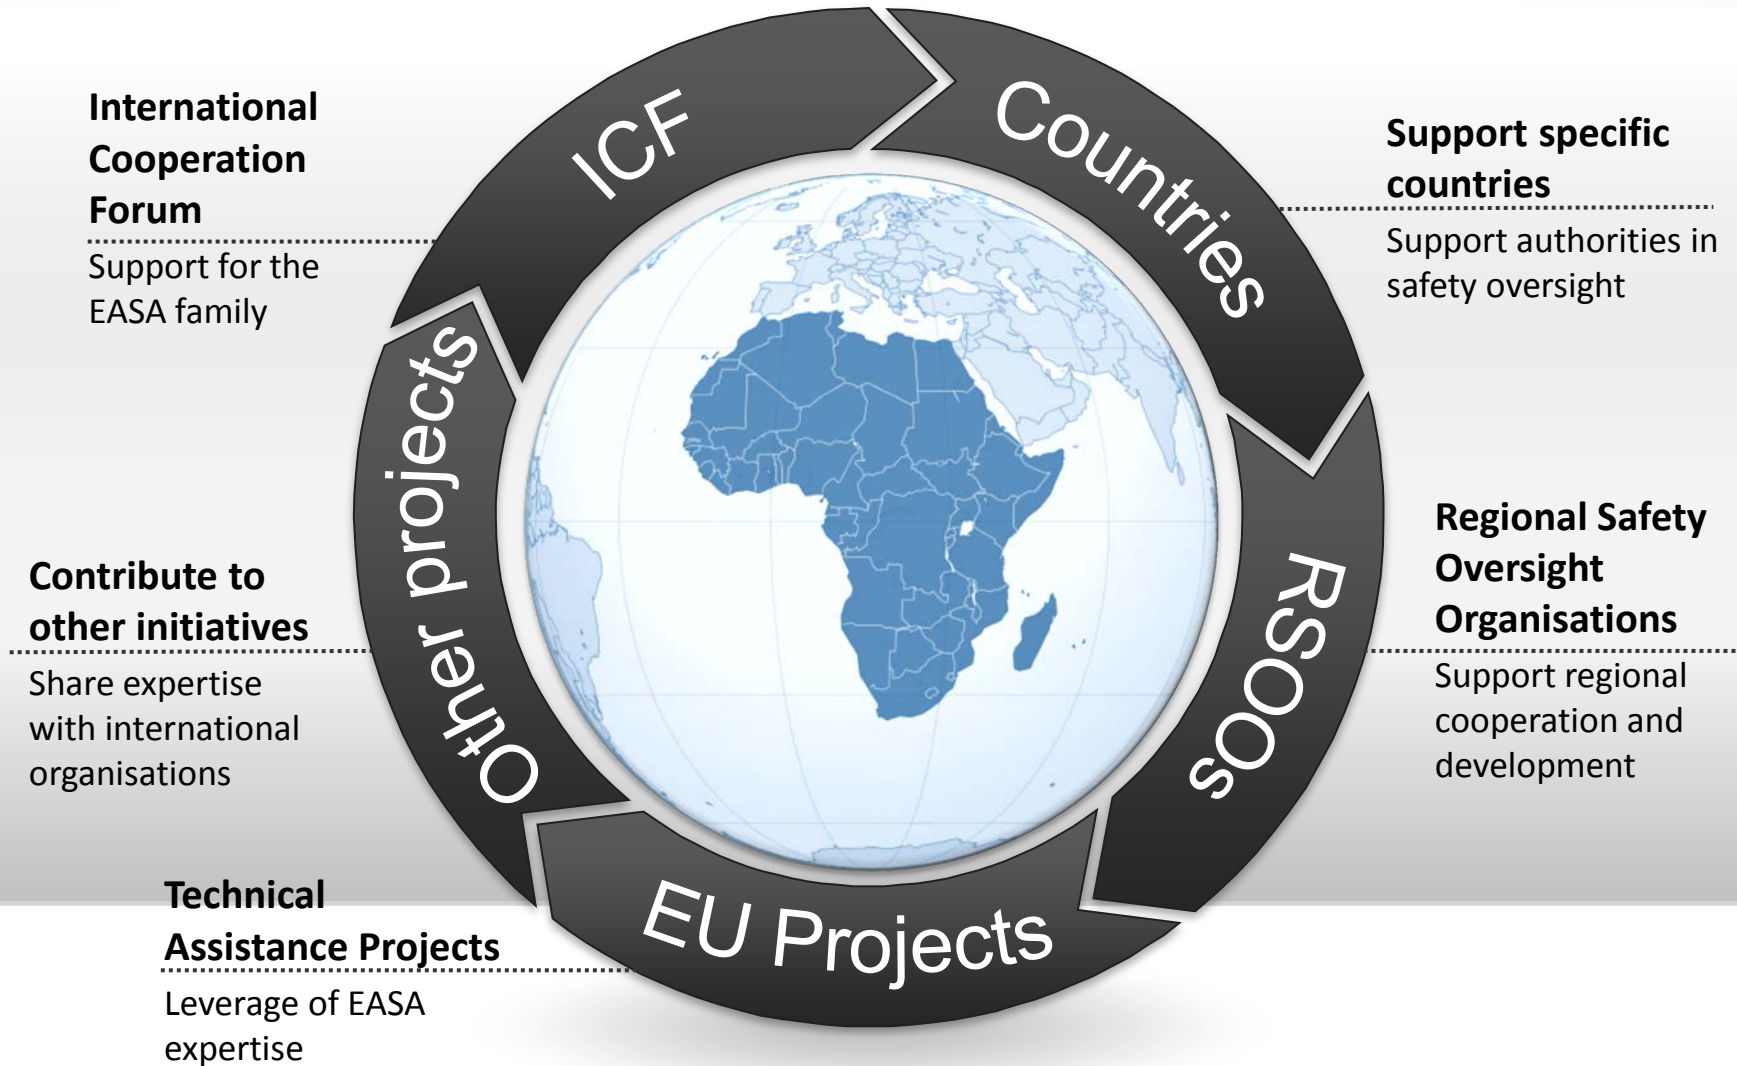 ICF
Countries
RSOOs
EU Projects
Other projects
International
Cooperation
Forum
Support for the
EASA family
Support specific
countries
Support authorities in
safety oversight
Regional Safety
Oversight
Organisations
Support regional
cooperation and
development
Technical
Assistance Projects
Leverage of EASA
expertise
Contribute to
other initiatives
Share expertise
with international
organisations